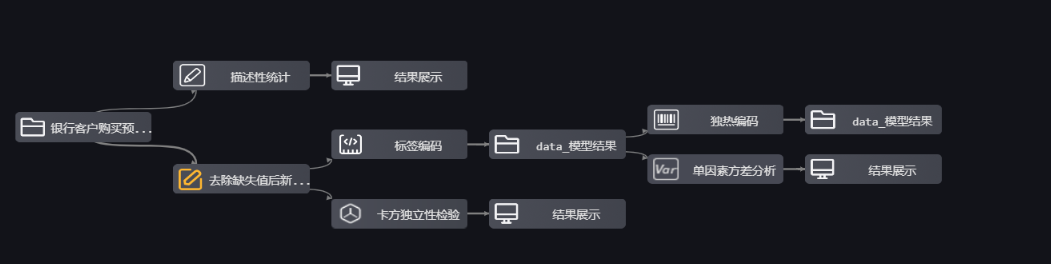 描述性统计
结果展示
银行客户购买预...
独热编码
data_模型结果
标签编码
data_模型结果
Var
单因素方差分析
结果展示
去除缺失值后新...
卡方独立性检验
结果展示